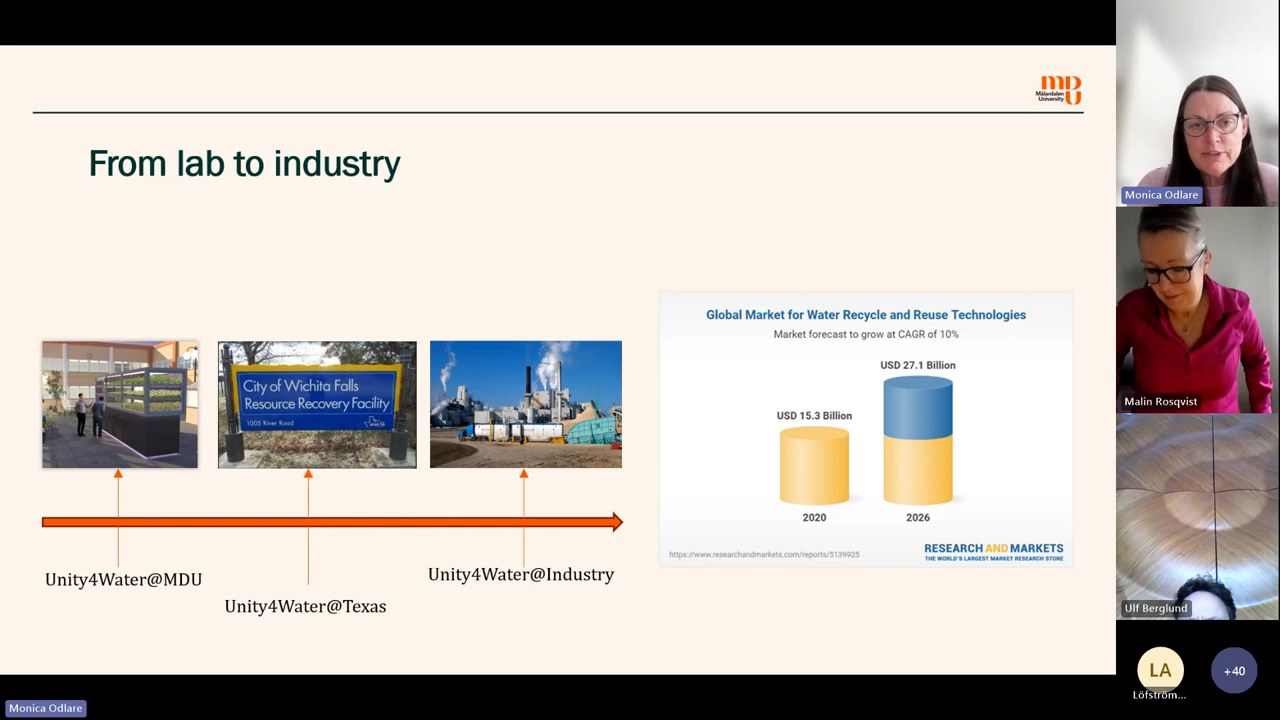 MDU
Mälardalen
University
From lab to industry
City of Wichita Falls
Resource Recovery Facility
1005 River Road
Unity4Water@MDU
Unity4Water@Texas
Unity4Water@Industry
Global Market for Water Recycle and Reuse Technologies
Market forecast to grow at CAGR of 10%
USD 15.3 Billion
USD 27.1 Billion
2020
2026
https://www.researchandmarkets.com/reports/5139925
RESEARCH AND MARKETS
THE WORLD'S LARGEST MARKET RESEARCH STORE
Monica Odlare
Malin Rosqvist
Ulf Berglund
LA
Löfström...
+40
Monica Odlare